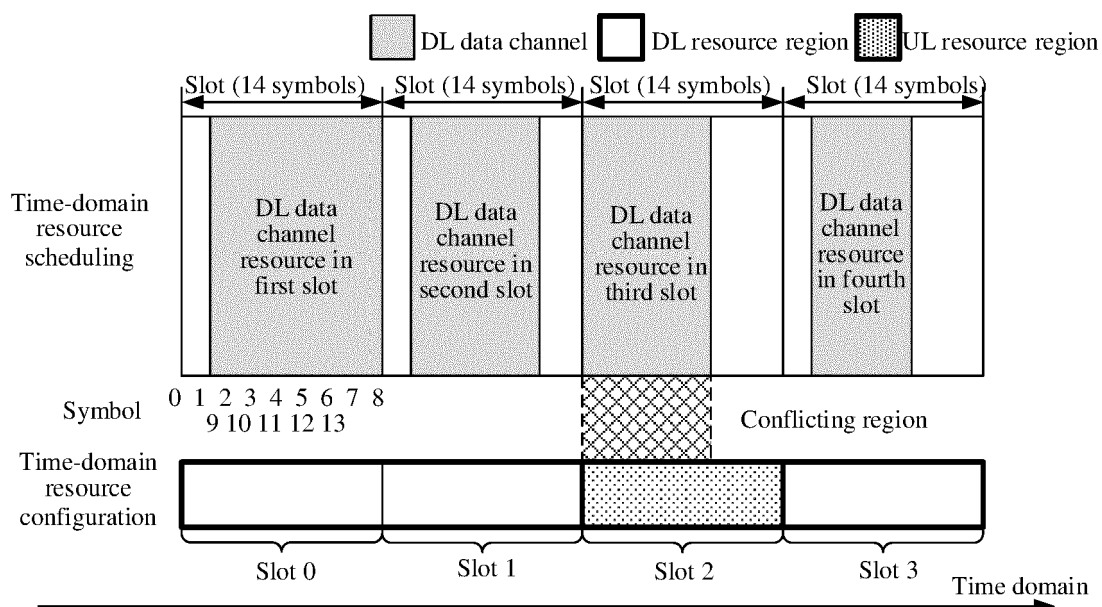 DL data channel DL resource region UL resource region
Slot (14 symbols) Slot (14 symbols) Slot (14 symbols) Slot (14 symbols)
Time-domain
resource
scheduling
DL data
channel
resource in
first slot
DL data
channel
resource in
second slot
DL data
channel
resource in
third slot
DL data
channel
resource
in fourth
slot
Symbol
0 1 2 3 4 5 6 7 8
9 10 11 12 13
Conflicting region
Time-domain
resource
configuration
Slot 0 Slot 1 Slot 2 Slot 3
Time domain